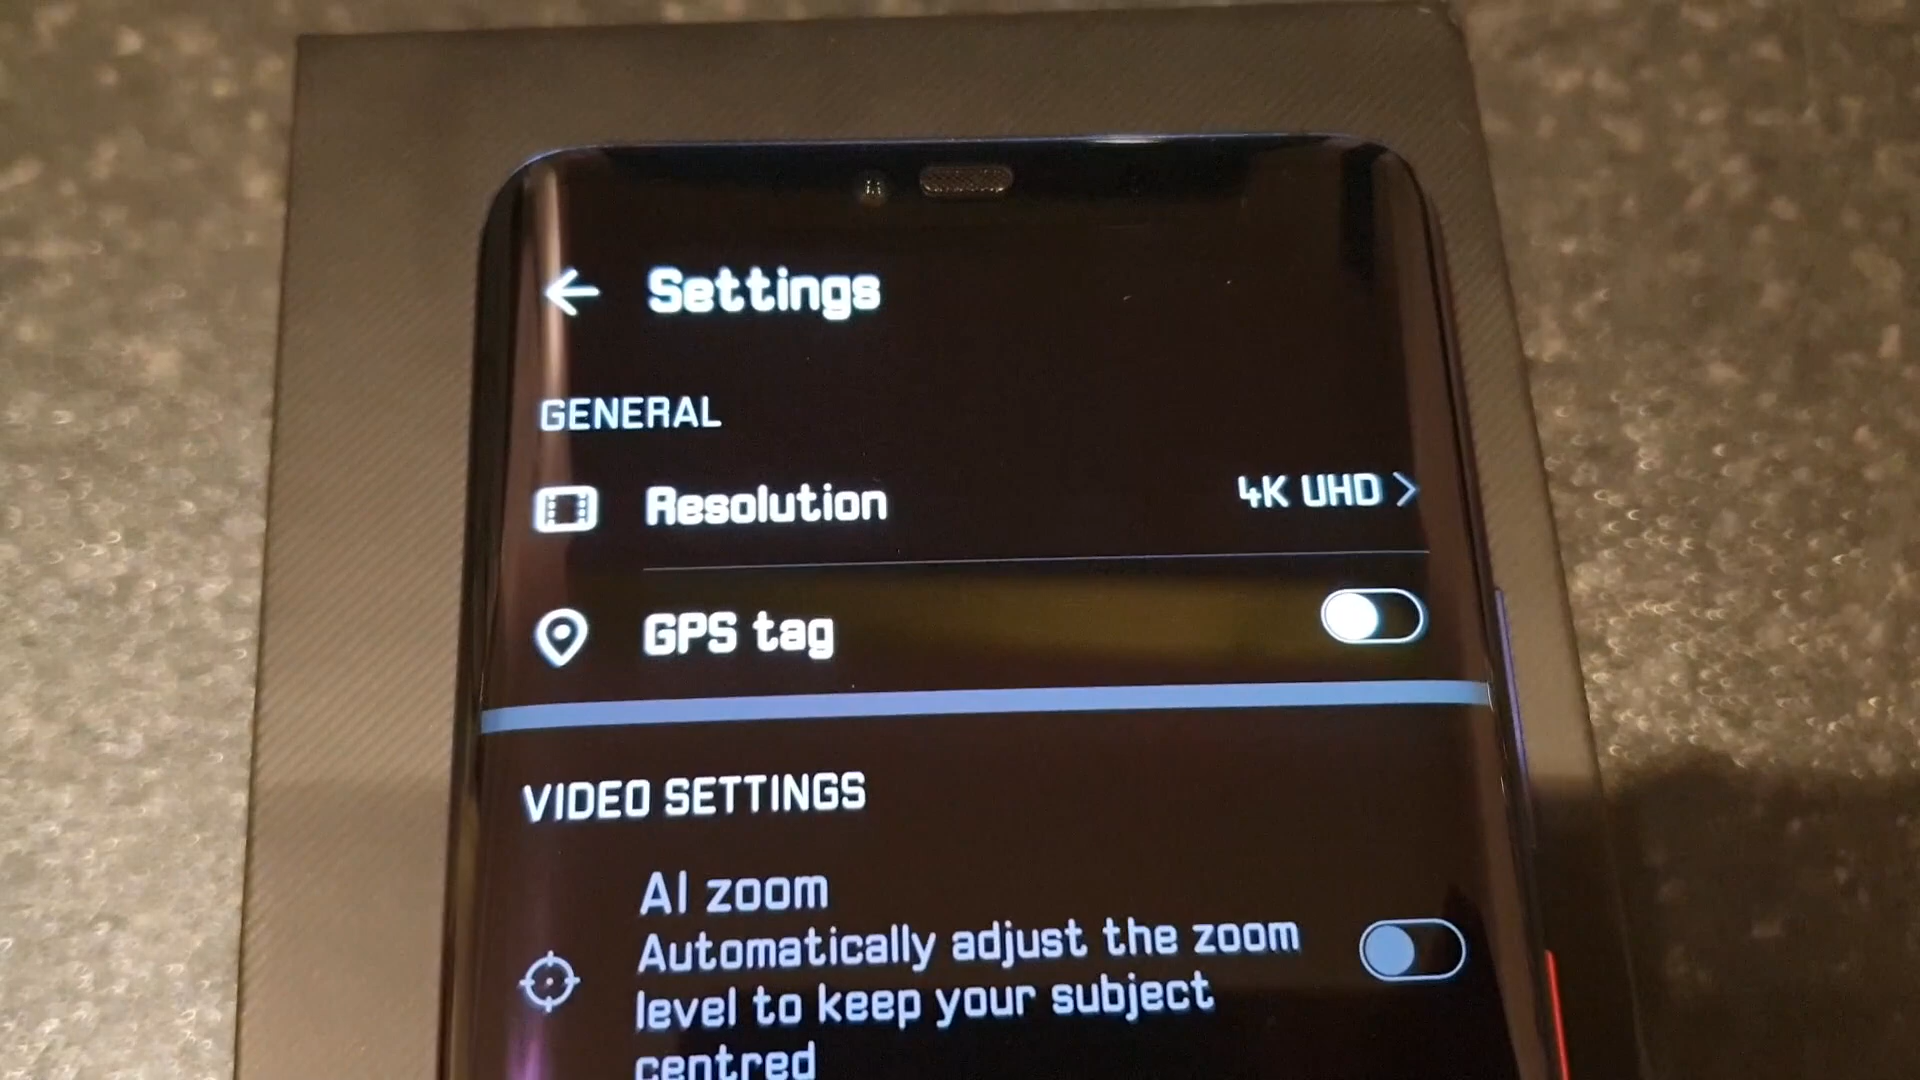 Settings
GENERAL
Resolution 4K UHD
GPS tag
VIDEO SETTINGS
AI zoom
Automatically adjust the zoom
level to keep your subject
centred